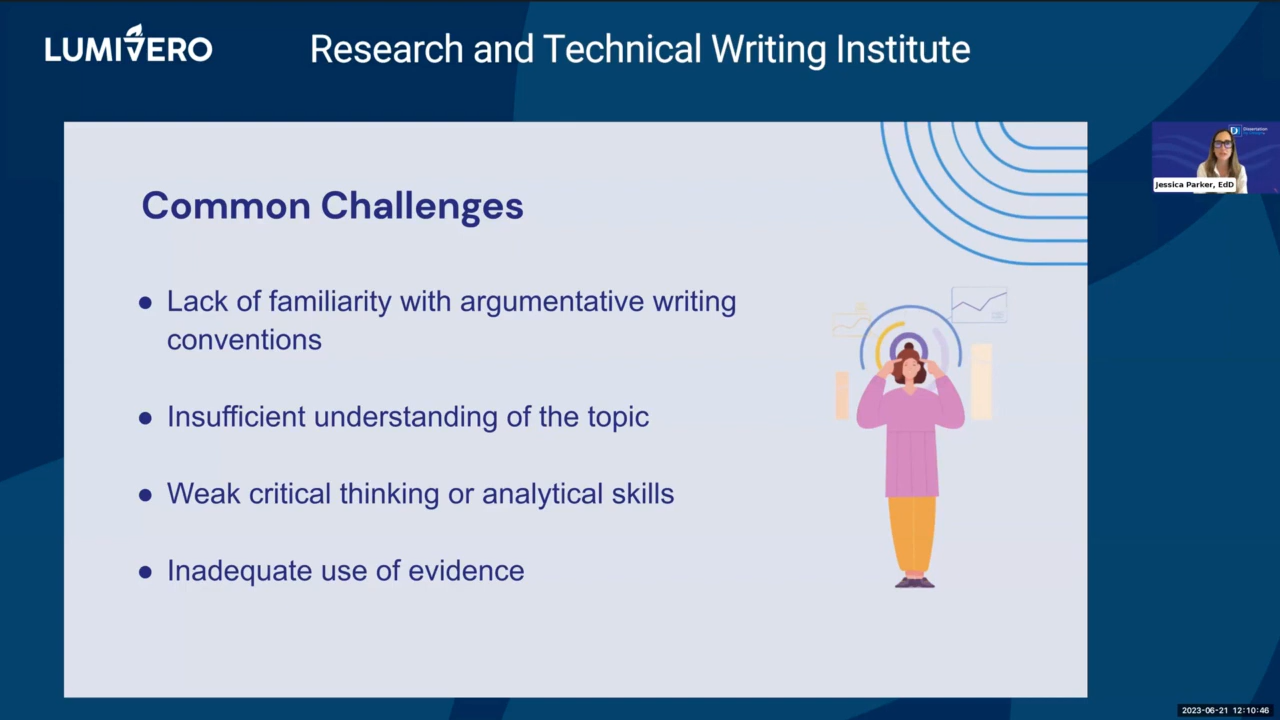 LUMIVERO
Research and Technical Writing Institute
Common Challenges
● Lack of familiarity with argumentative writing
conventions
● Insufficient understanding of the topic
● Weak critical thinking or analytical skills
● Inadequate use of evidence
Jessica Parker, EdD
2023-06-21 12:10:46